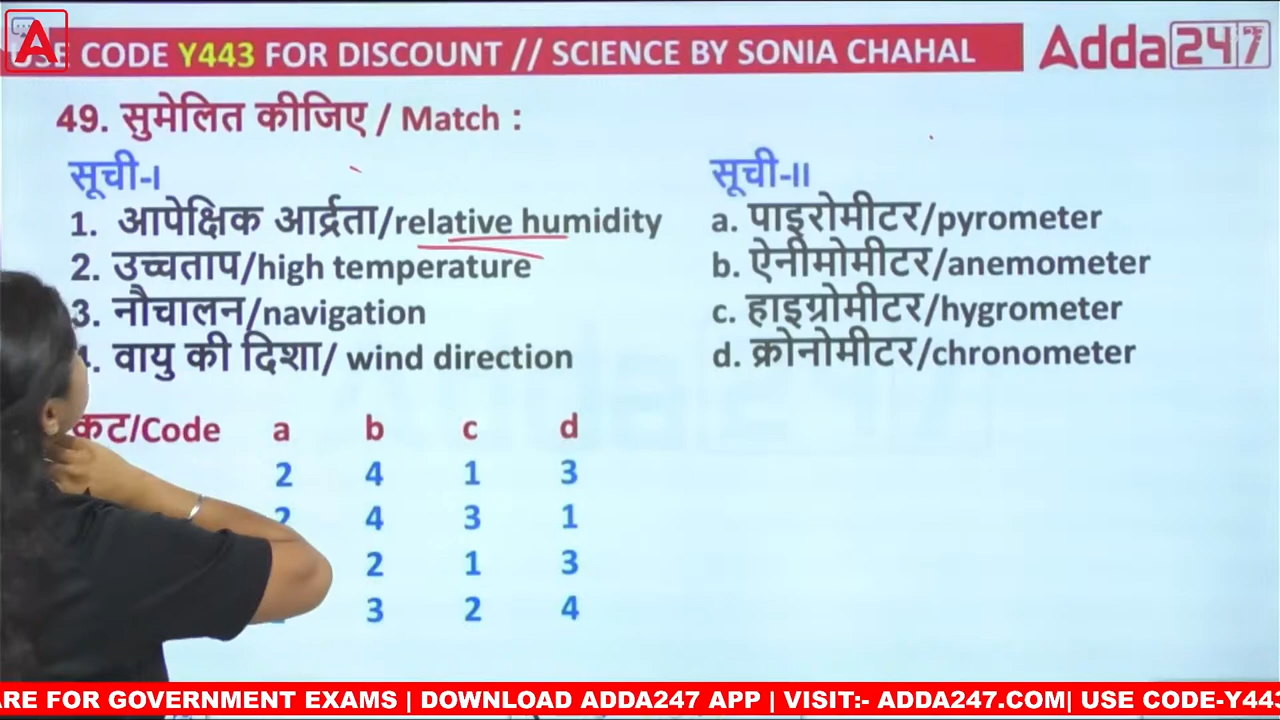 SE CODE Y443 FOR DISCOUNT // SCIENCE BY SONIA CHAHAL
Adda247
49. सुमेलित कीजिए / Match :
सूची-I
सूची-II
1. आपेक्षिक आर्द्रता/relative humidity
a. पाइरोमीटर/pyrometer
2. उच्चताप/high temperature
b. ऐनीमोमीटर/anemometer
3. नौचालन/navigation
c. हाइग्रोमीटर/hygrometer
4. वायु की दिशा/ wind direction
d. क्रोनोमीटर/chronometer
कूट/Code a b c d
2 4 1 3
2 4 3 1
2 1 3
3 2 4
ARE FOR GOVERNMENT EXAMS | DOWNLOAD ADDA247 APP | VISIT:- ADDA247.COM| USE CODE-Y443